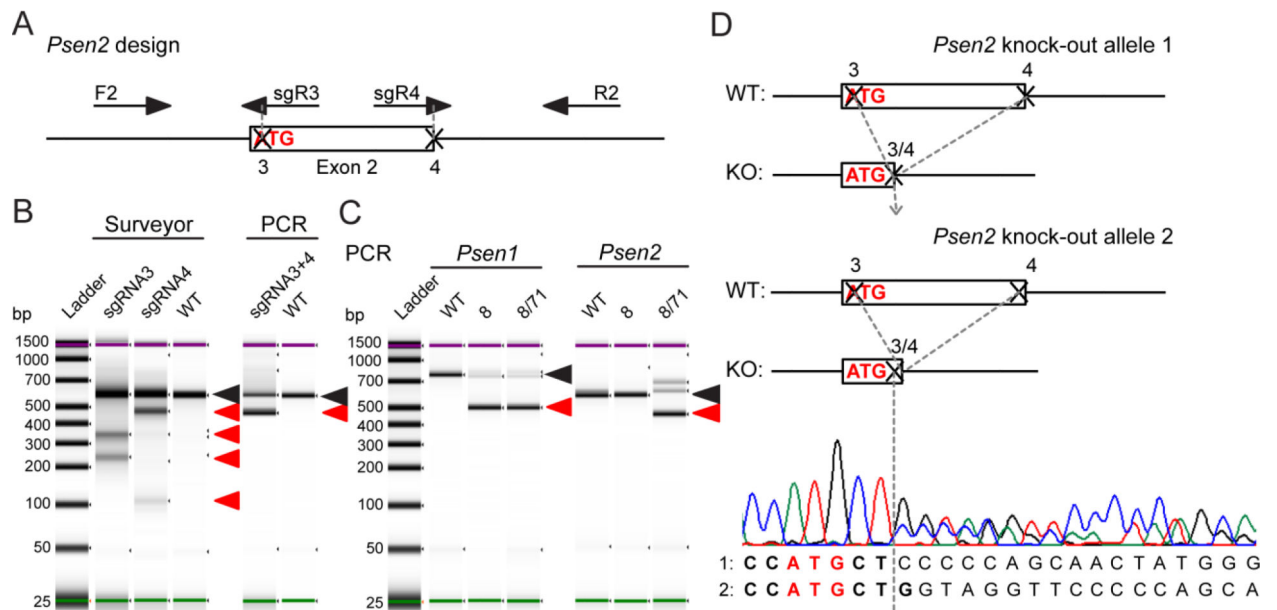 A
Psen2 design
F2 sgR3 sgR4 R2
ATG
3 Exon 2 4
B
Surveyor PCR
bp Ladder sgRNA3 sgRNA4 WT sgRNA3+4 WT
1500
1000
700
500
400
300
200
100
50
25
C
PCR Psen1 Psen2
bp Ladder WT 8 8/71 WT 8 8/71
1500
1000
700
500
400
300
200
100
50
25
D
Psen2 knock-out allele 1
3 4
WT: ATG
3/4
KO: ATG
Psen2 knock-out allele 2
3 4
WT: ATG
3/4
KO: ATG
1: CCATGCTCCCCCAGCAACTATGGG
2: CCATGCTGGTAGGTTCCCCCAGCA